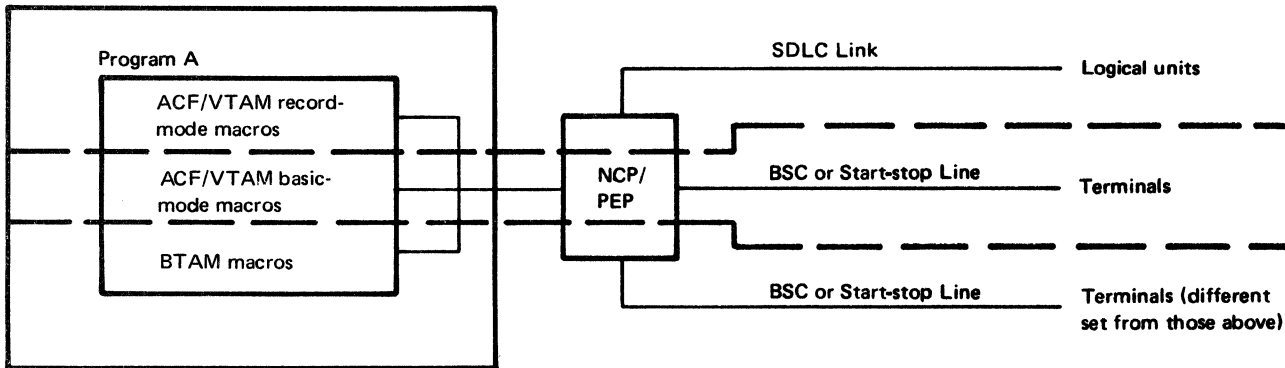 Program A
ACF/VTAM record-
mode macros
ACF/VTAM basic-
mode macros
BTAM macros
NCP/
PEP
SDLC Link
Logical units
BSC or Start-stop Line
Terminals
BSC or Start-stop Line
Terminals (different
set from those above)